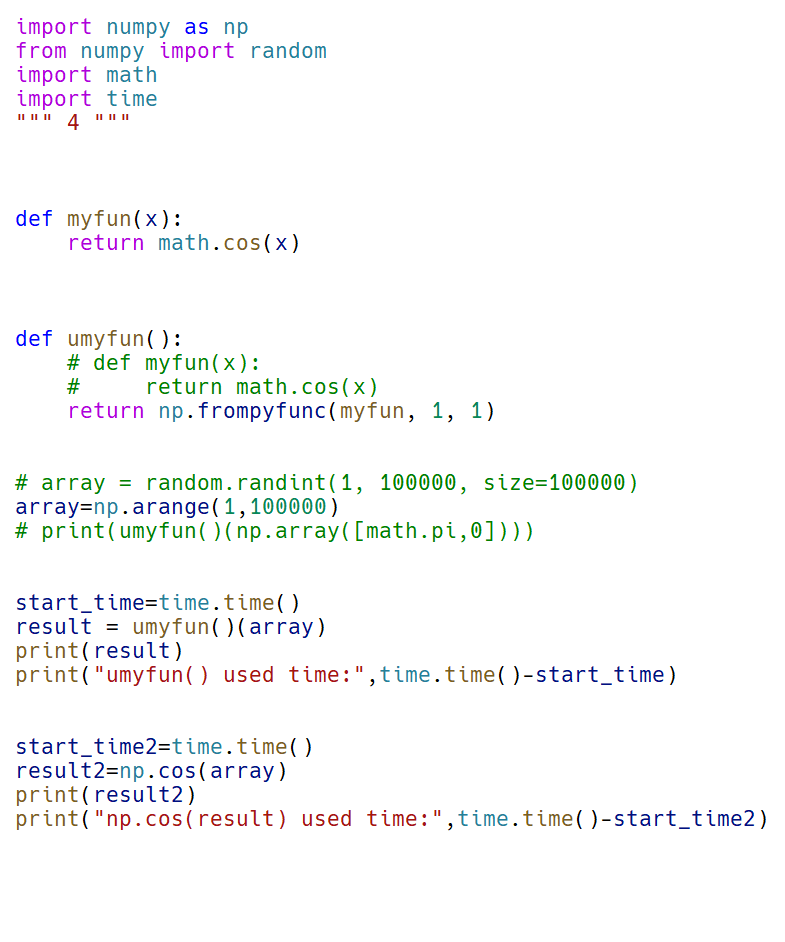 import numpy as np
from numpy import random
import math
import time
""" 4 """
def myfun(x):
    return math.cos(x)
def umyfun():
    # def myfun(x):
    #     return math.cos(x)
    return np.frompyfunc(myfun, 1, 1)
# array = random.randint(1, 100000, size=100000)
array=np.arange(1,100000)
# print(umyfun()(np.array([math.pi,0])))
start_time=time.time()
result = umyfun()(array)
print(result)
print("umyfun() used time:",time.time()-start_time)
start_time2=time.time()
result2=np.cos(array)
print(result2)
print("np.cos(result) used time:",time.time()-start_time2)